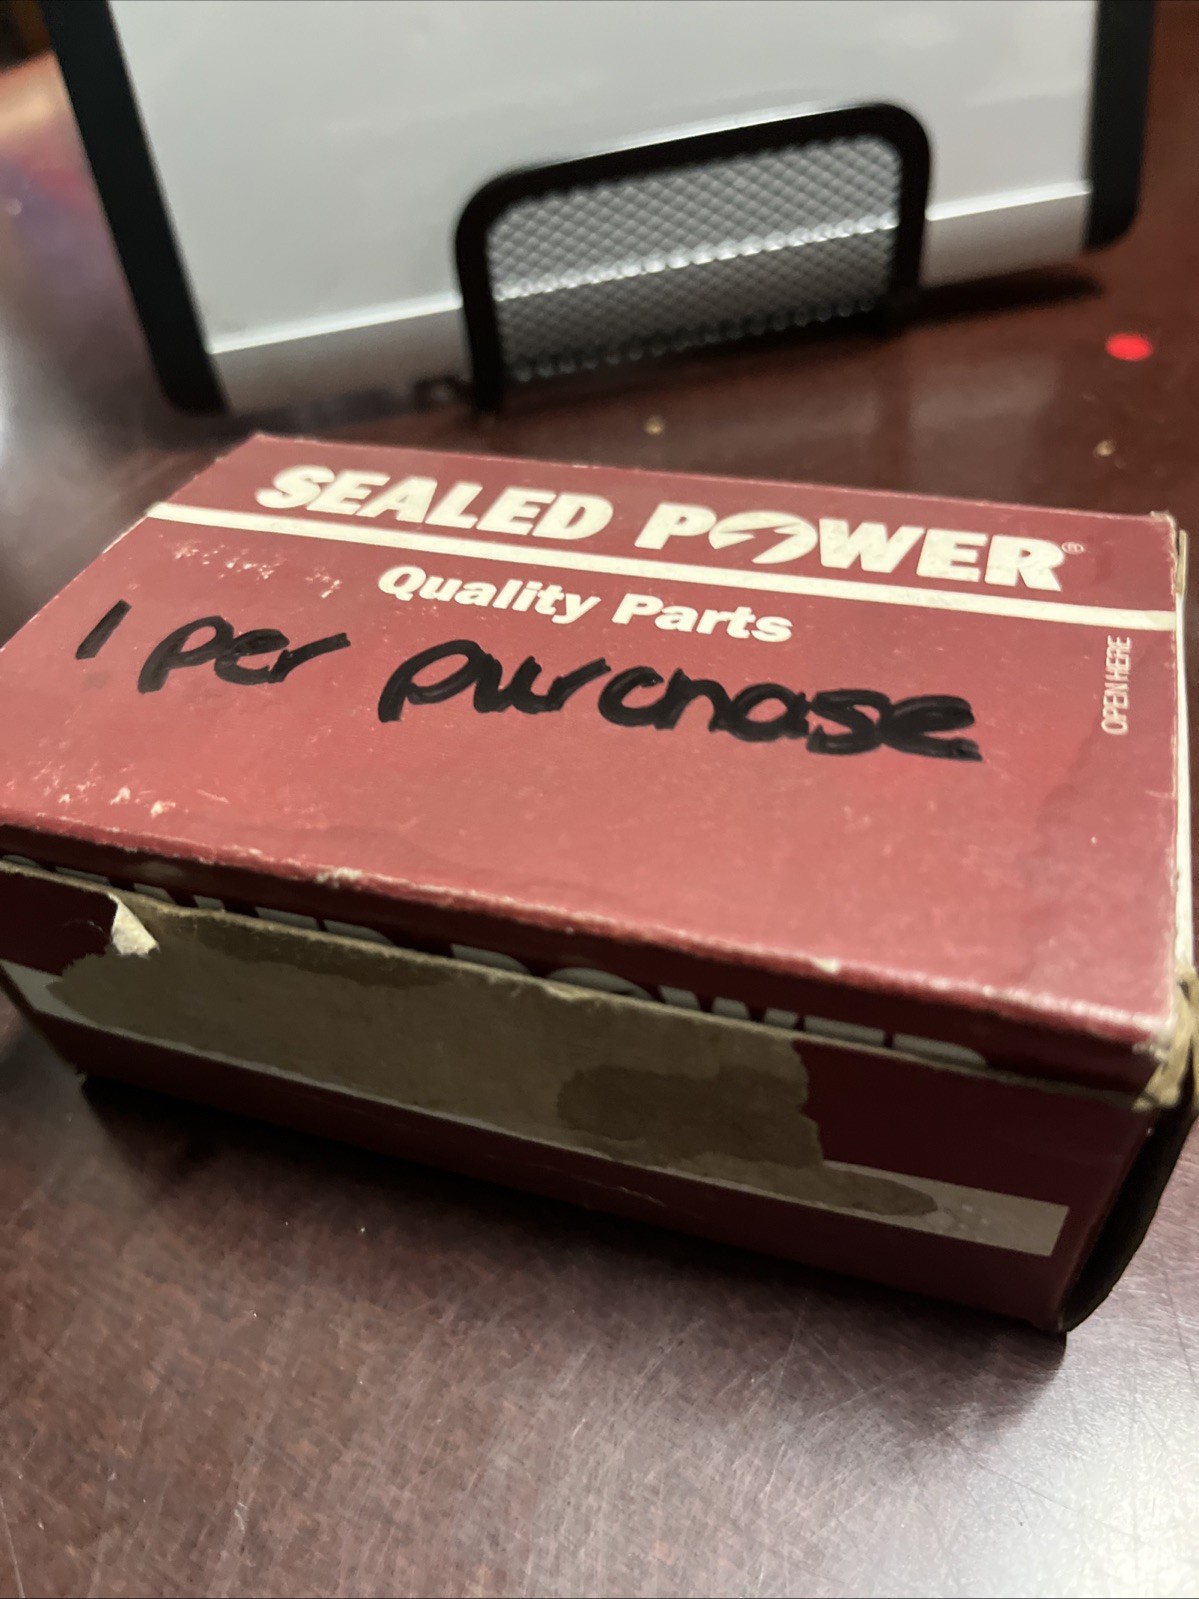 SEALED POWER®
Quality Parts
1 per purchase
OPEN HERE